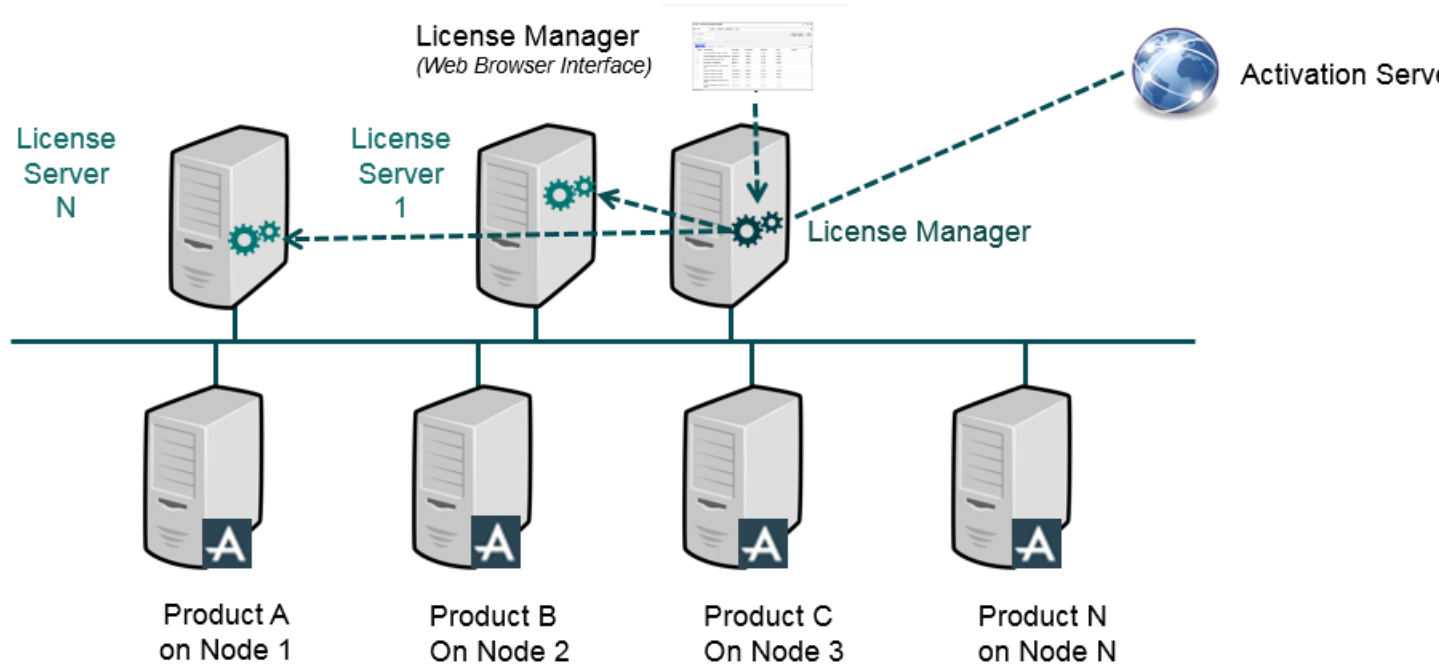 License Manager
(Web Browser Interface)
Activation Serve
License
Server
N
License
Server
1
License Manager
Product A
on Node 1
Product B
On Node 2
Product C
On Node 3
Product N
on Node N